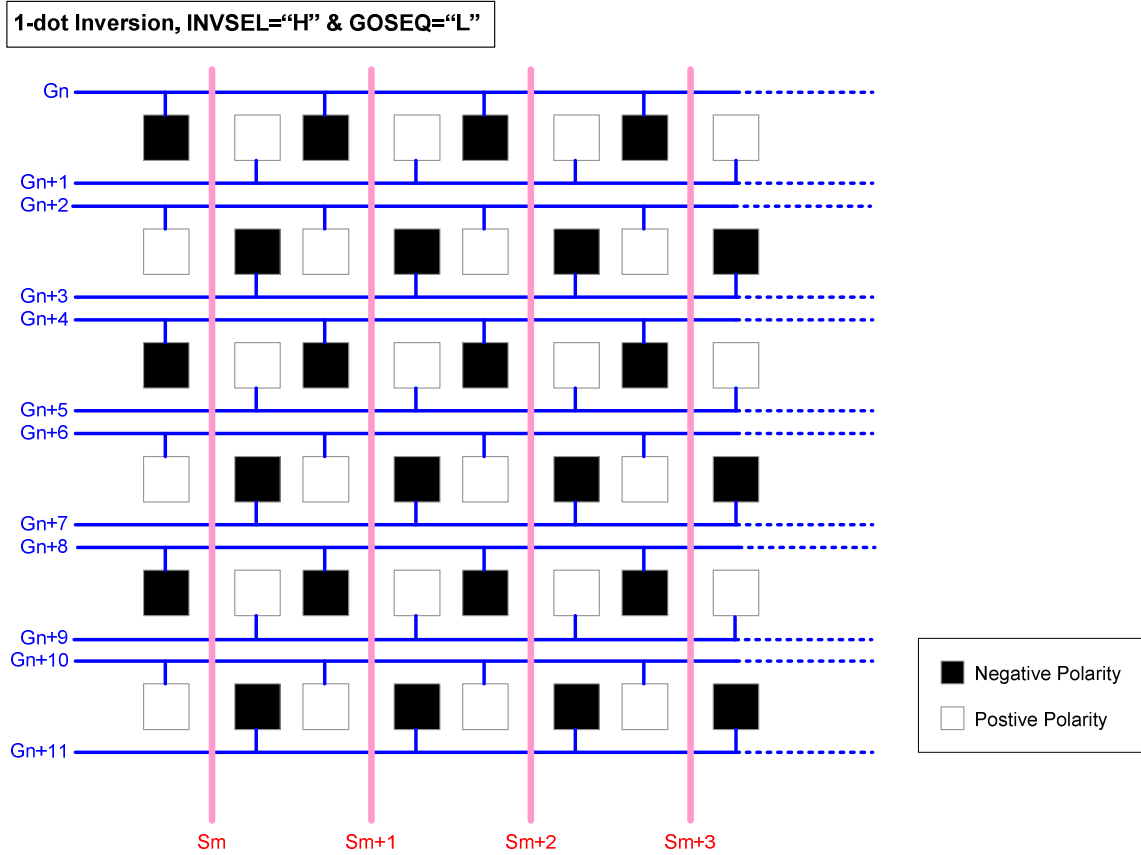 1-dot Inversion, INVSEL=“H” & GOSEQ=“L”
Gn
Gn+1
Gn+2
Gn+3
Gn+4
Gn+5
Gn+6
Gn+7
Gn+8
Gn+9
Gn+10
Gn+11
Negative Polarity
Postive Polarity
Sm
Sm+1
Sm+2
Sm+3